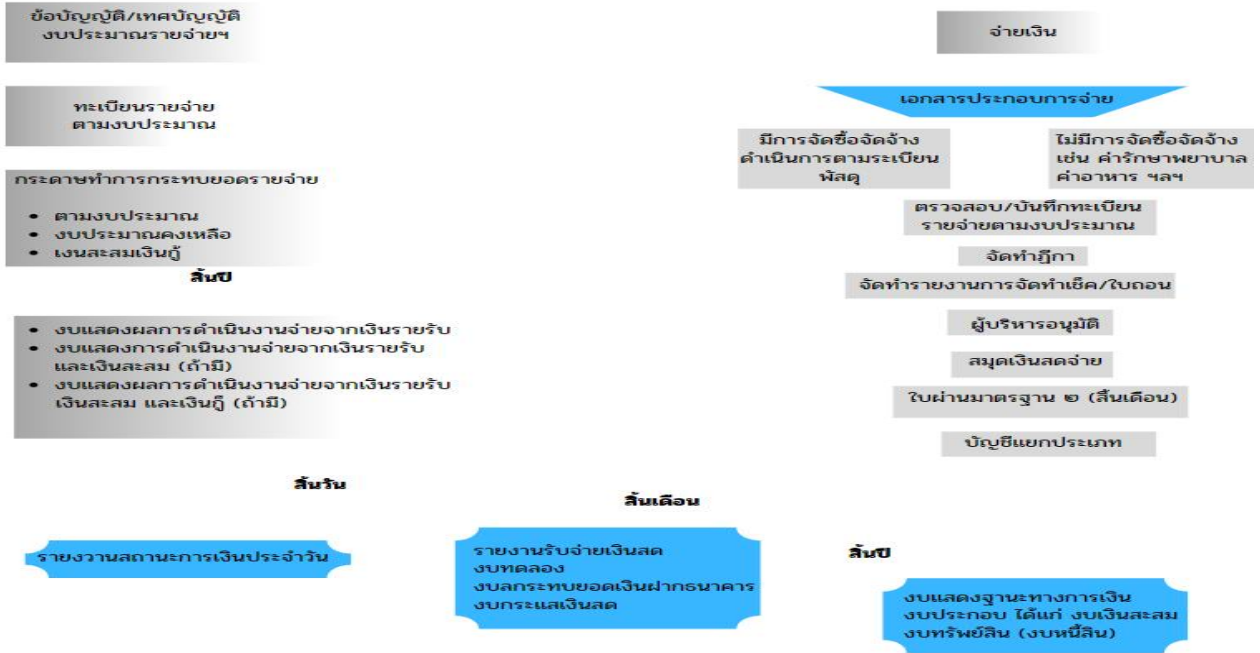 ข้อบัญญัติ/เทศบัญญัติ
งบประมาณรายจ่ายฯ
ทะเบียนรายจ่าย
ตามงบประมาณ
กระดาษทำการกระทบยอดรายจ่าย
• ตามงบประมาณ
• งบประมาณคงเหลือ
• เงนสะสมเงินกู้
สิ้นปี
• งบแสดงผลการดำเนินงานจ่ายจากเงินรายรับ
• งบแสดงการดำเนินงานจ่ายจากเงินรายรับ
และเงินสะสม (ถ้ามี)
• งบแสดงผลการดำเนินงานจ่ายจากเงินรายรับ
เงินสะสม และเงินกู็ (ถ้ามี)
จ่ายเงิน
เอกสารประกอบการจ่าย
มีการจัดซื้อจัดจ้าง
ดำเนินการตามระเบียน
พัสดุ
ไม่มีการจัดซื้อจัดจ้าง
เช่น ค่ารักษาพยาบาล
ค่าอาหาร ฯลฯ
ตรวจสอบ/บันทึกทะเบียน
รายจ่ายตามงบประมาณ
จัดทำฎีกา
จัดทำรายงานการจัดทำเช็ค/ใบถอน
ผู้บริหารอนุมัติ
สมุดเงินสดจ่าย
ใบผ่านมาตรฐาน ๒ (สิ้นเดือน)
บัญชีแยกประเภท
สิ้นวัน
รายงวานสถานะการเงินประจำวัน
สิ้นเดือน
รายงานรับจ่ายเงินสด
งบทดลอง
งบลกระทบยอดเงินฝากธนาคาร
งบกระแสเงินสด
สิ้นปี
งบแสดงฐานะทางการเงิน
งบประกอบ ได้แก่ งบเงินสะสม
งบทรัพย์สิน (งบหนี้สิน)